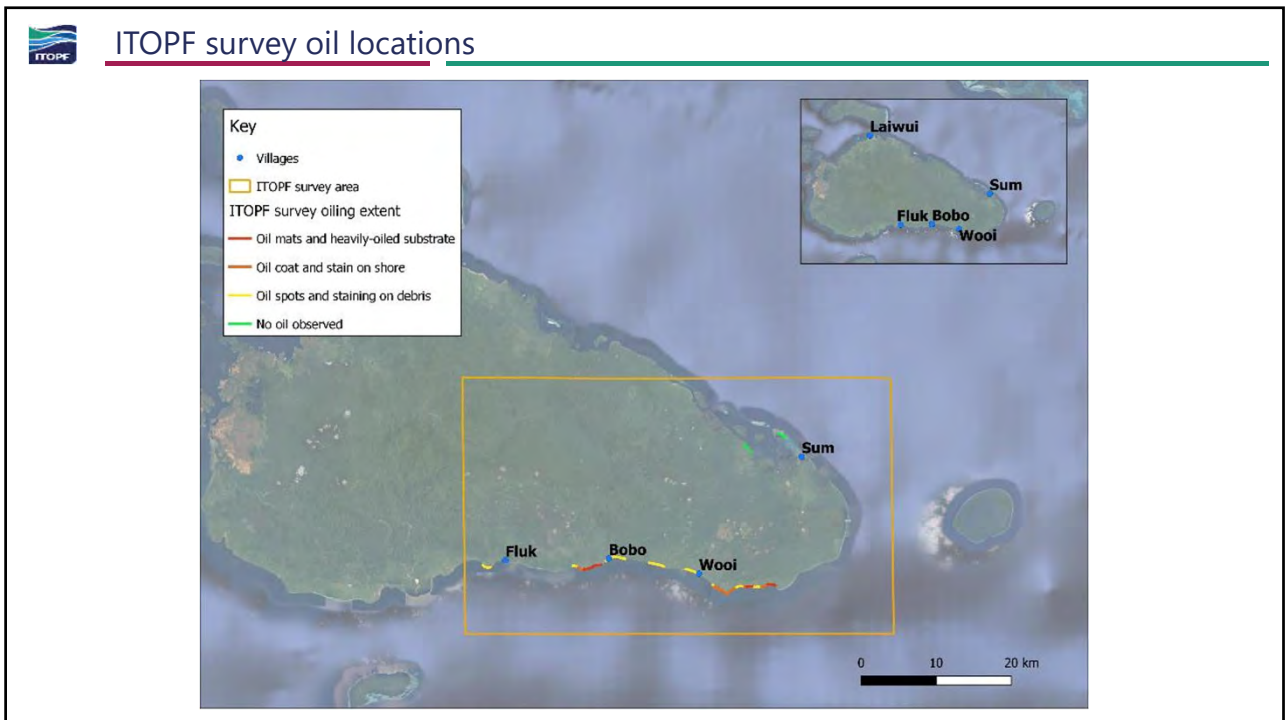 ITOPF
ITOPF survey oil locations
Key
Villages
ITOPF survey area
ITOPF survey oiling extent
Oil mats and heavily-oiled substrate
Oil coat and stain on shore
Oil spots and staining on debris
No oil observed
Laiwui
Sum
Fluk Bobo
Wooi
Sum
Fluk
Bobo
Wooi
0 10 20 km